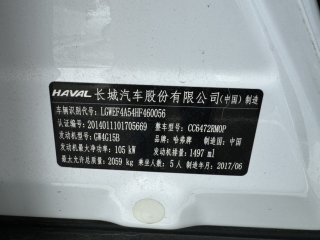 HAVAL 长城汽车股份有限公司(中国)制造
车辆识别代号: LGWEF4A54HF460056
认证编号: 2014011101705669 整车型号: CC6472RM0P
发动机型号: GW4G15B 品牌: 哈弗牌 制造国: 中国
发动机最大净功率: 105 kW 发动机排量: 1497 ml
最大允许总质量: 2059 kg 乘坐人数: 5 人 制造年月: 2017/06